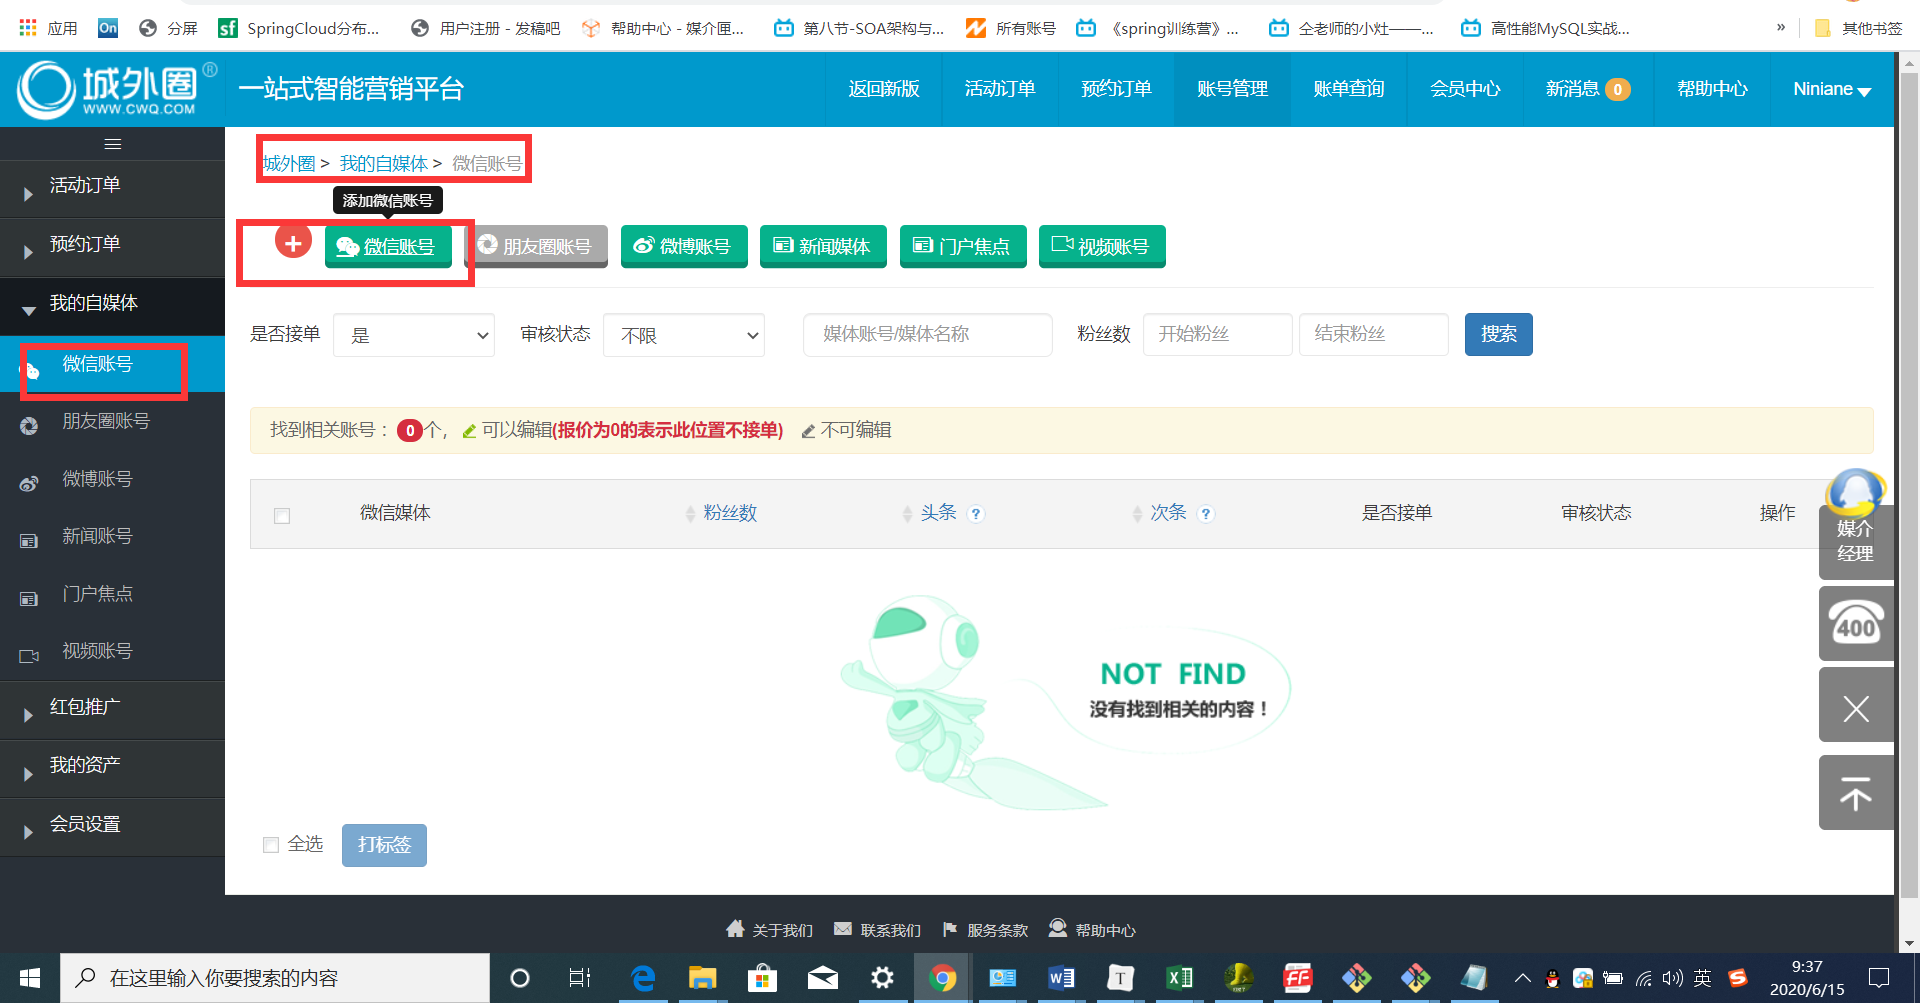 应用 On 分屏 sf SpringCloud分布... 用户注册 - 发稿吧 帮助中心 - 媒介匣... 第八节-SOA架构与... 所有账号 《spring训练营》... 仝老师的小灶——... 高性能MySQL实战... » 其他书签
城外圈®
WWW.CWQ.COM
一站式智能营销平台 返回新版 活动订单 预约订单 账号管理 账单查询 会员中心 新消息 0 帮助中心 Niniane
城外圈 > 我的自媒体 > 微信账号
添加微信账号
+ 微信账号 朋友圈账号 微博账号 新闻媒体 门户焦点 视频账号
活动订单
预约订单
我的自媒体
微信账号
朋友圈账号
微博账号
新闻账号
门户焦点
视频账号
红包推广
我的资产
会员设置
是否接单 是 审核状态 不限 媒体账号/媒体名称 粉丝数 开始粉丝 结束粉丝 搜索
找到相关账号： 0 个， 可以编辑(报价为0的表示此位置不接单) 不可编辑
微信媒体 粉丝数 头条 ? 次条 ? 是否接单 审核状态 操作
媒介
经理
400
NOT FIND
没有找到相关的内容！
全选 打标签
关于我们 联系我们 服务条款 帮助中心
在这里输入你要搜索的内容 英
9:37
2020/6/15